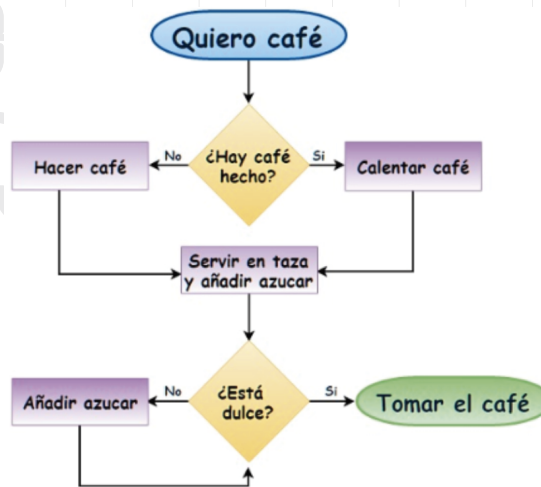 Quiero café
¿Hay café
hecho?
No
Si
Hacer café
Calentar café
Servir en taza
y añadir azucar
¿Está
dulce?
No
Si
Añadir azucar
Tomar el café